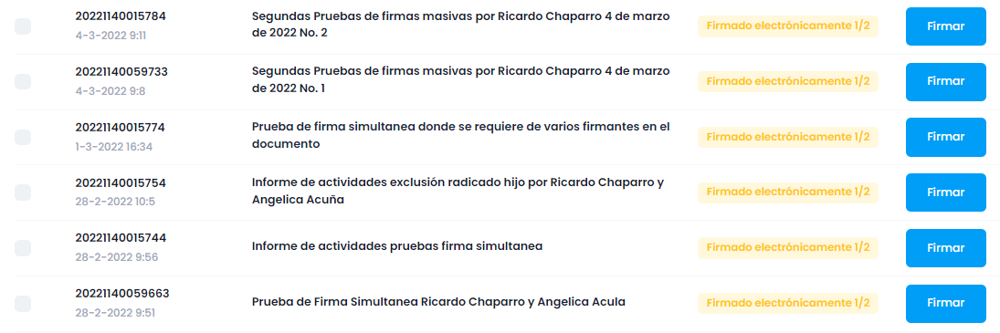 20221140015784
4-3-2022 9:11
Segundas Pruebas de firmas masivas por Ricardo Chaparro 4 de marzo
de 2022 No. 2
Firmado electrónicamente 1/2
Firmar
20221140059733
4-3-2022 9:8
Segundas Pruebas de firmas masivas por Ricardo Chaparro 4 de marzo
de 2022 No. 1
Firmado electrónicamente 1/2
Firmar
20221140015774
1-3-2022 16:34
Prueba de firma simultanea donde se requiere de varios firmantes en el
documento
Firmado electrónicamente 1/2
Firmar
20221140015754
28-2-2022 10:5
Informe de actividades exclusión radicado hijo por Ricardo Chaparro y
Angelica Acuña
Firmado electrónicamente 1/2
Firmar
20221140015744
28-2-2022 9:56
Informe de actividades pruebas firma simultanea
Firmado electrónicamente 1/2
Firmar
20221140059663
28-2-2022 9:51
Prueba de Firma Simultanea Ricardo Chaparro y Angelica Acula
Firmado electrónicamente 1/2
Firmar